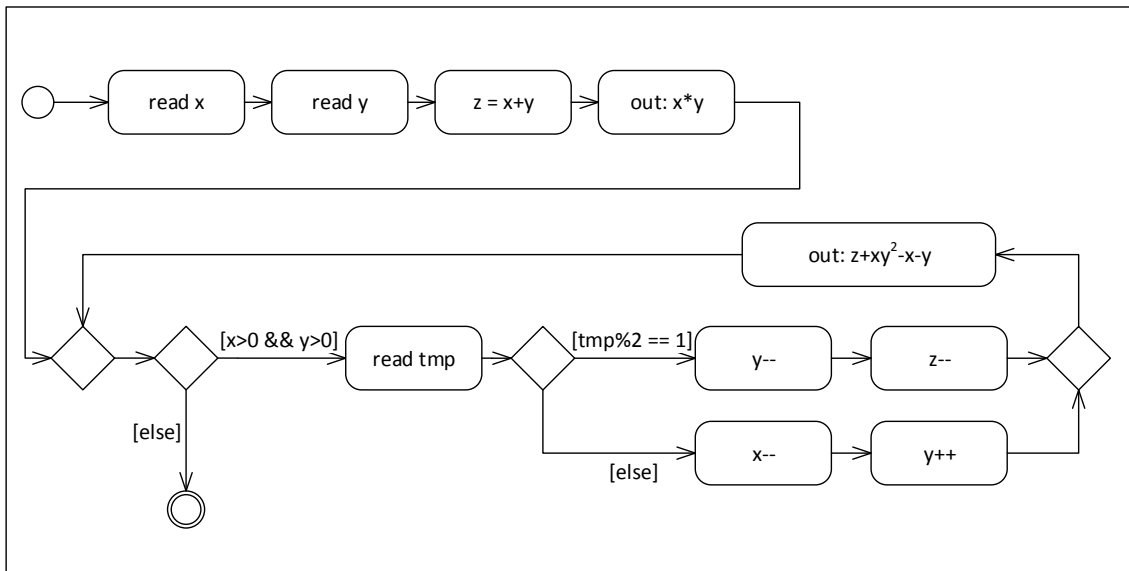 read x
read y
z = x+y
out: x*y
out: z+xy²-x-y
[x>0 && y>0]
read tmp
[tmp%2 == 1]
y--
z--
[else]
[else]
x--
y++